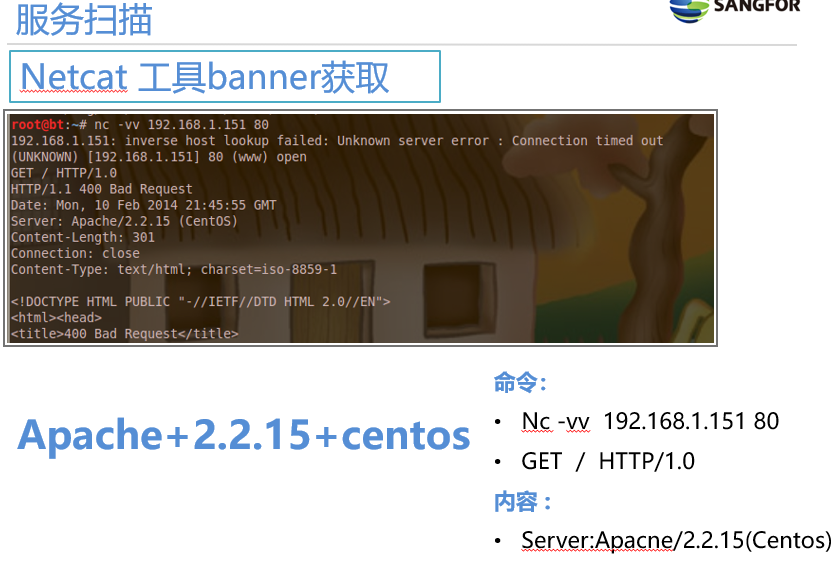 服务扫描
SANGFOR
Netcat 工具banner获取
root@bt:~# nc -vv 192.168.1.151 80
192.168.1.151: inverse host lookup failed: Unknown server error : Connection timed out
(UNKNOWN) [192.168.1.151] 80 (www) open
GET / HTTP/1.0
HTTP/1.1 400 Bad Request
Date: Mon, 10 Feb 2014 21:45:55 GMT
Server: Apache/2.2.15 (CentOS)
Content-Length: 301
Connection: close
Content-Type: text/html; charset=iso-8859-1
<!DOCTYPE HTML PUBLIC "-//IETF//DTD HTML 2.0//EN">
<html><head>
<title>400 Bad Request</title>
Apache+2.2.15+centos
命令：
• Nc -vv 192.168.1.151 80
• GET / HTTP/1.0
内容：
• Server:Apacne/2.2.15(Centos)